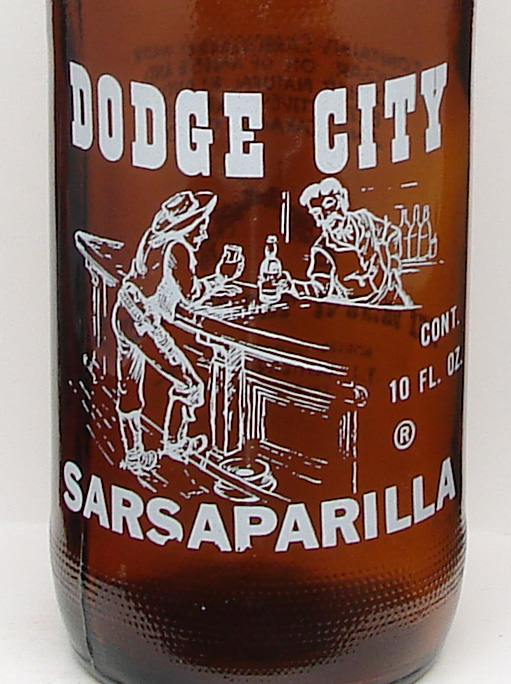 DODGE CITY
CONT.
10 FL. OZ.
®
SARSAPARILLA